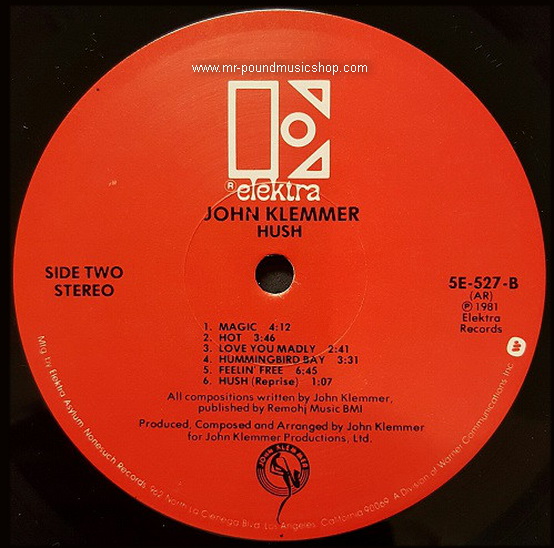 www.mr-poundmusicshop.com
® elektra
JOHN KLEMMER
HUSH
SIDE TWO
STEREO
5E-527-B
(AR)
℗ 1981
Elektra
Records
1. MAGIC 4:12
2. HOT 3:46
3. LOVE YOU MADLY 2:41
4. HUMMINGBIRD BAY 3:31
5. FEELIN' FREE 6:45
6. HUSH (Reprise) 1:07
All compositions written by John Klemmer,
published by Remohj Music BMI
Produced, Composed and Arranged by John Klemmer
for John Klemmer Productions, Ltd.
JOHN KLEMMER
Mfg. by Elektra Asylum Nonesuch Records, 962 North La Cienega Blvd. Los Angeles, California 90069. A Division of Warner Communications Inc.